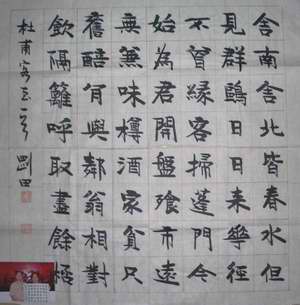 舍南舍北皆春水但
見群鷗日日來華徑
不曾緣客掃蓬門今
始為君開盤飧市遠
無兼味樽酒家貧只
舊醅肯與鄰翁相對
飲隔籬呼取盡餘桮
杜甫客至一首 劉田